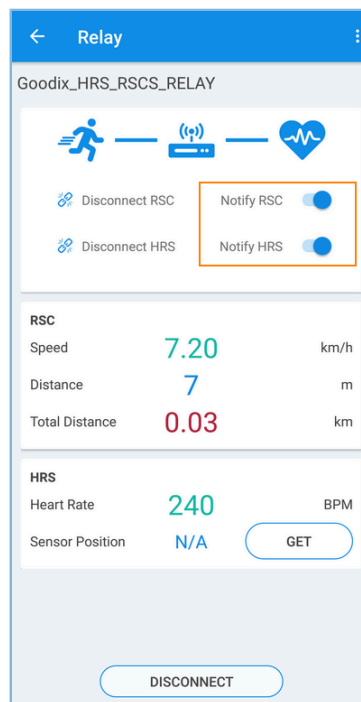 Relay
Goodix_HRS_RSCS_RELAY
Disconnect RSC Notify RSC
Disconnect HRS Notify HRS
RSC
Speed 7.20 km/h
Distance 7 m
Total Distance 0.03 km
HRS
Heart Rate 240 BPM
Sensor Position N/A GET
DISCONNECT